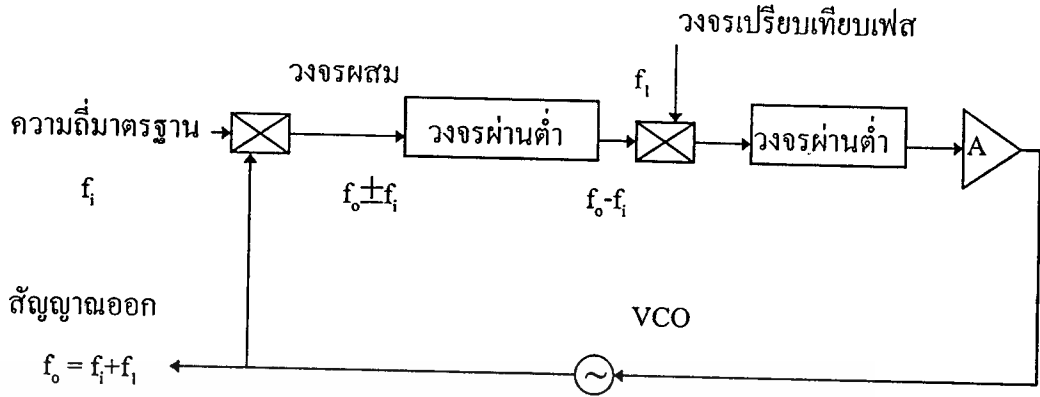 วงจรเปรียบเทียบเฟส
วงจรผสม
f₁
ความถี่มาตรฐาน
วงจรผ่านต่ำ
วงจรผ่านต่ำ
A
fᵢ
fₒ±fᵢ
fₒ-fᵢ
สัญญาณออก
VCO
fₒ = fᵢ+f₁
~